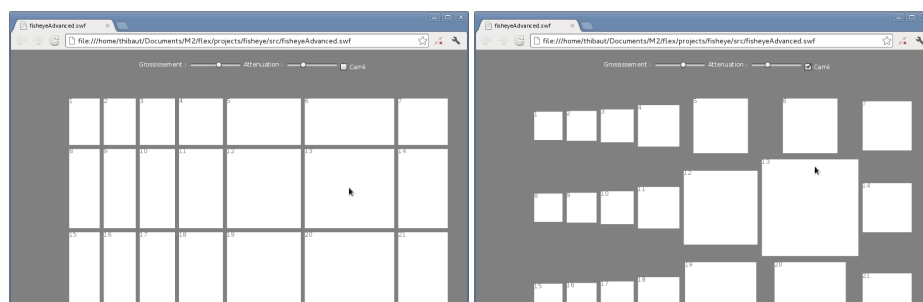 fisheyeAdvanced.swf
file:///home/thibaut/Documents/M2/flex/projects/fisheye/src/fisheyeAdvanced.swf
Grossissement : Attenuation : Carré
1 2 3 4 5 6 7
8 9 10 11 12 13 14
15 16 17 18 19 20 21
fisheyeAdvanced.swf
file:///home/thibaut/Documents/M2/flex/projects/fisheye/src/fisheyeAdvanced.swf
Grossissement : Attenuation : Carré
1 2 3 4 5 6 7
8 9 10 11 12 13 14
15 16 17 18 19 20 21